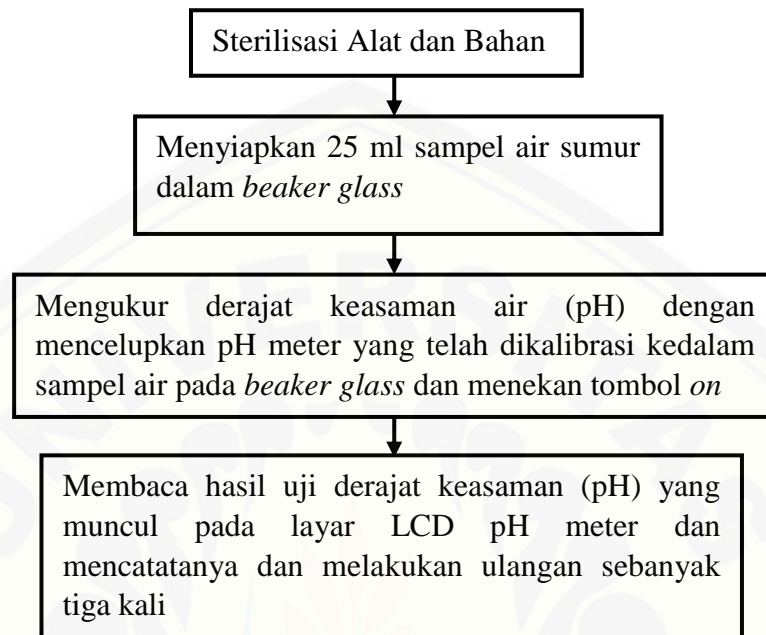 Sterilisasi Alat dan Bahan
Menyiapkan 25 ml sampel air sumur
dalam beaker glass
Mengukur derajat keasaman air (pH) dengan
mencelupkan pH meter yang telah dikalibrasi kedalam
sampel air pada beaker glass dan menekan tombol on
Membaca hasil uji derajat keasaman (pH) yang
muncul pada layar LCD pH meter dan
mencatatanya dan melakukan ulangan sebanyak
tiga kali